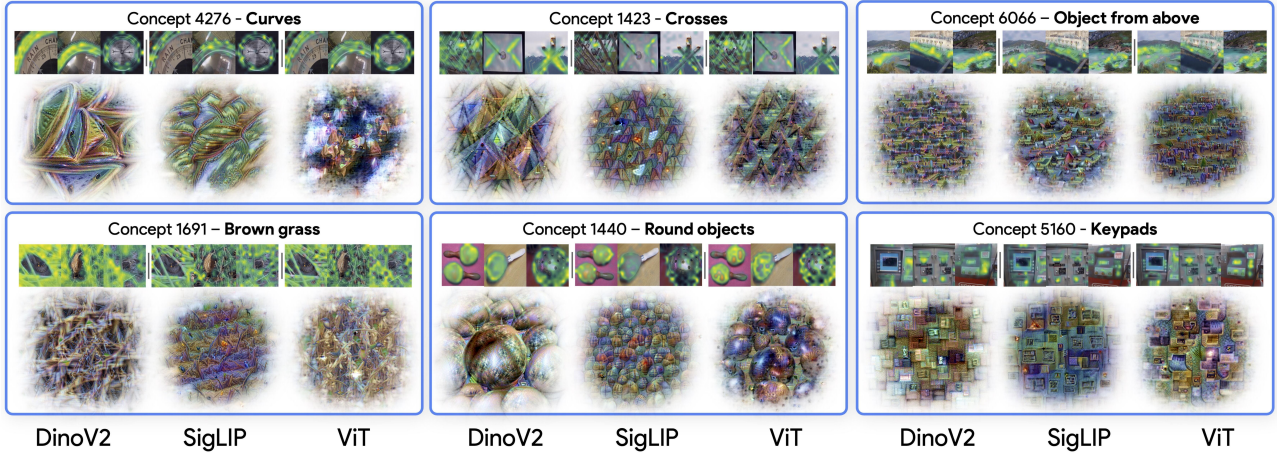 Concept 4276 - Curves
Concept 1423 - Crosses
Concept 6066 – Object from above
Concept 1691 – Brown grass
Concept 1440 – Round objects
Concept 5160 - Keypads
DinoV2 SigLIP ViT
DinoV2 SigLIP ViT
DinoV2 SigLIP ViT